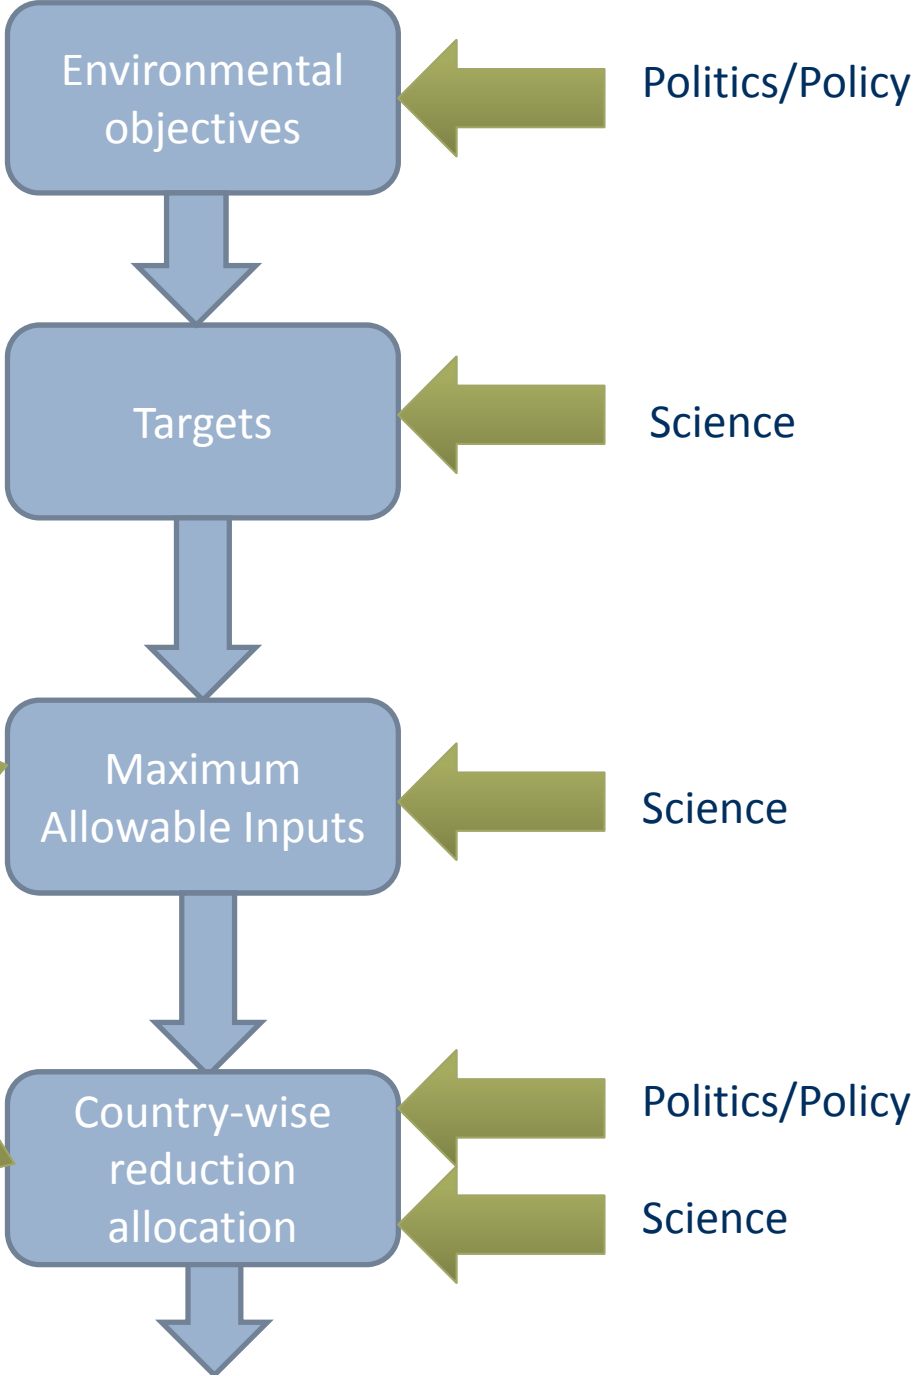 Environmental
objectives
Politics/Policy
Targets
Science
Maximum
Allowable Inputs
Science
Country-wise
reduction
allocation
Politics/Policy
Science